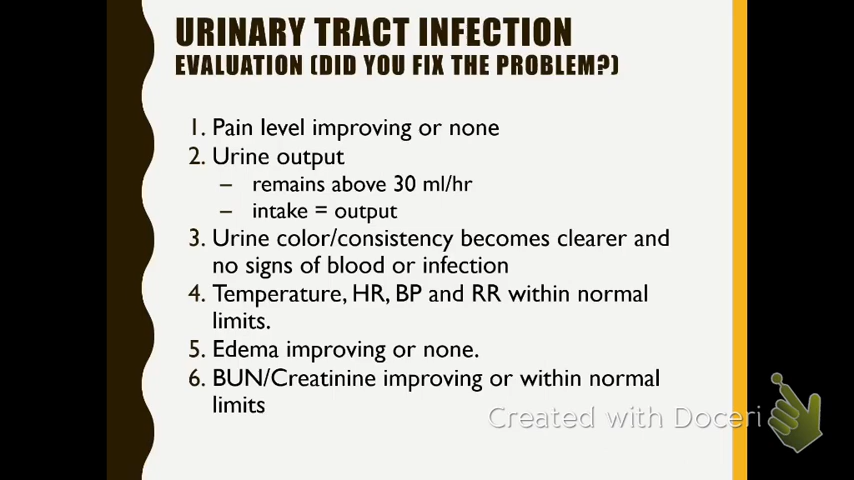 URINARY TRACT INFECTION
EVALUATION (DID YOU FIX THE PROBLEM?)
1. Pain level improving or none
2. Urine output
– remains above 30 ml/hr
– intake = output
3. Urine color/consistency becomes clearer and
no signs of blood or infection
4. Temperature, HR, BP and RR within normal
limits.
5. Edema improving or none.
6. BUN/Creatinine improving or within normal
limits
Created with Doceri